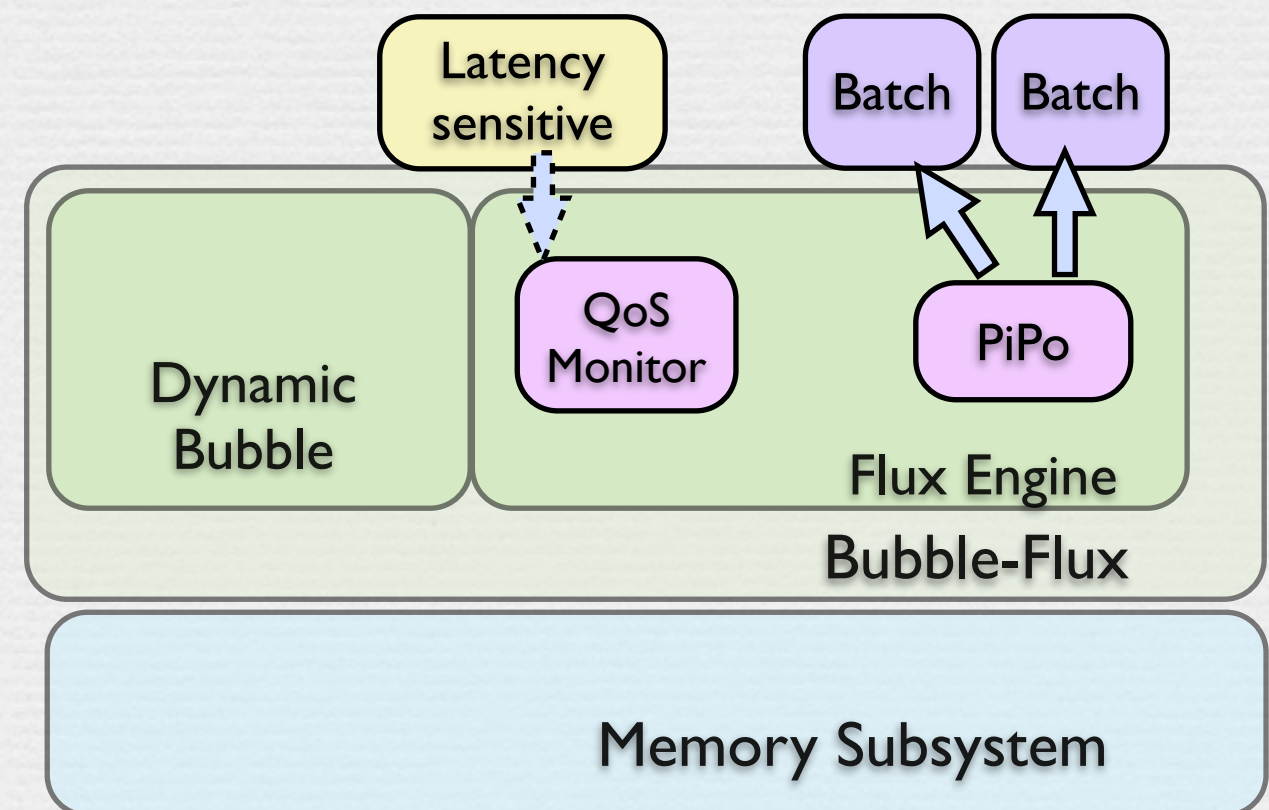 Latency
sensitive
Batch
Batch
QoS
Monitor
PiPo
Dynamic
Bubble
Flux Engine
Bubble-Flux
Memory Subsystem